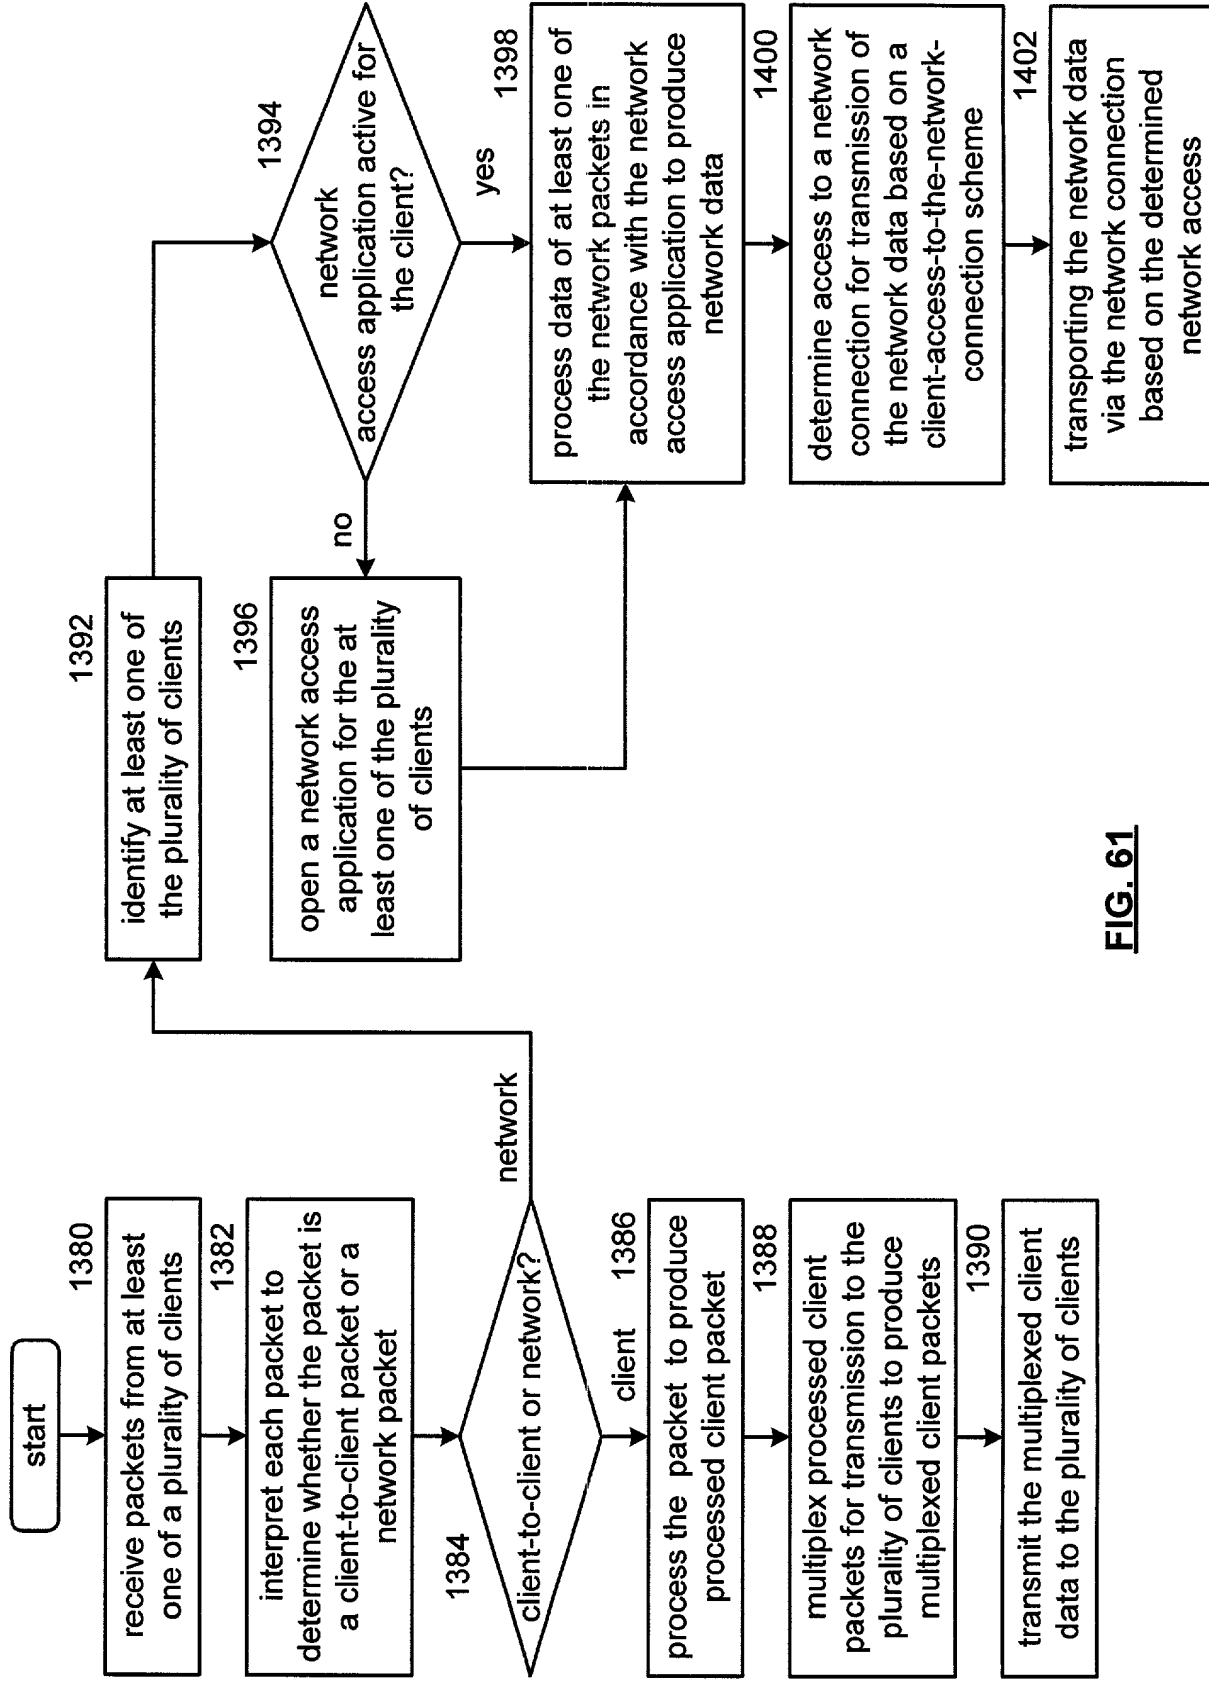 start
1380
receive packets from at least
one of a plurality of clients
1382
interpret each packet to
determine whether the packet is
a client-to-client packet or a
network packet
1384
client-to-client or network?
network
client
1386
process the packet to produce
processed client packet
1388
multiplex processed client
packets for transmission to the
plurality of clients to produce
multiplexed client packets
1390
transmit the multiplexed client
data to the plurality of clients
1392
identify at least one of
the plurality of clients
1394
network
access application active for
the client?
no
yes
1396
open a network access
application for the at
least one of the plurality
of clients
1398
process data of at least one of
the network packets in
accordance with the network
access application to produce
network data
1400
determine access to a network
connection for transmission of
the network data based on a
client-access-to-the-network-
connection scheme
1402
transporting the network data
via the network connection
based on the determined
network access
FIG. 61